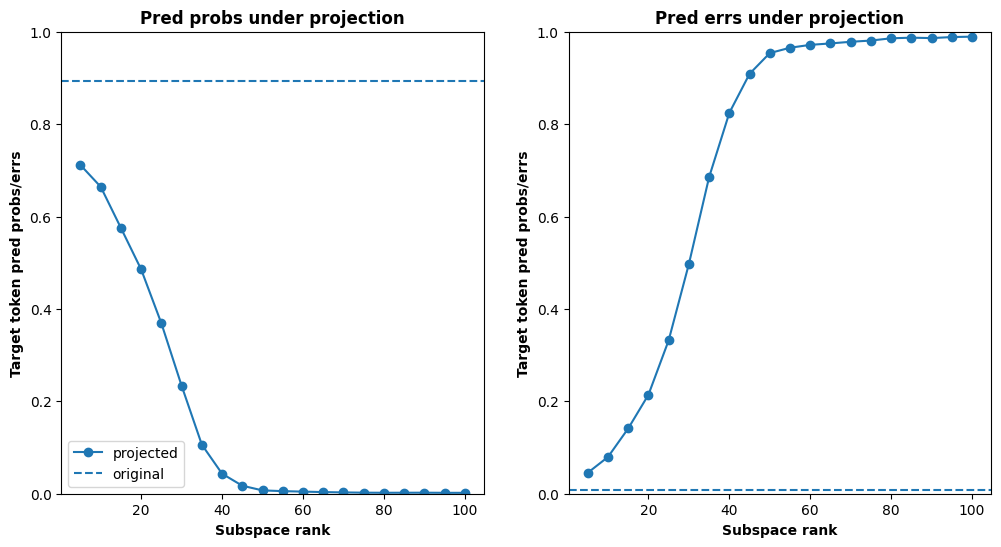 Pred probs under projection
Target token pred probs/errs
1.0
0.8
0.6
0.4
0.2
0.0
projected
original
20
40
60
80
100
Subspace rank
Pred errs under projection
Target token pred probs/errs
1.0
0.8
0.6
0.4
0.2
0.0
20
40
60
80
100
Subspace rank